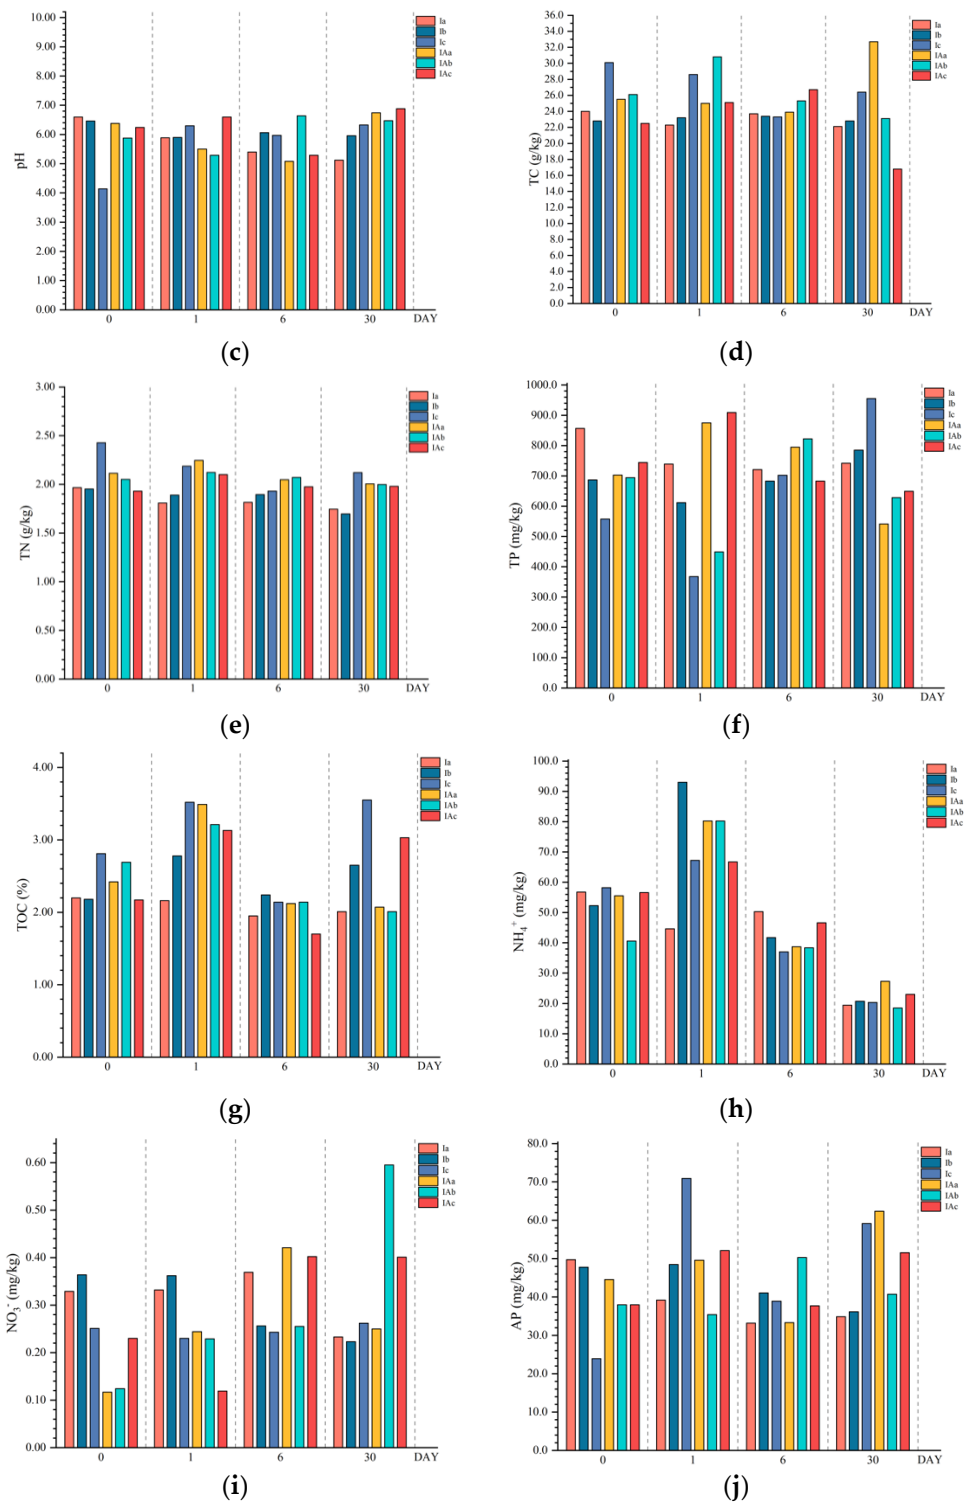 10.00
9.00
8.00
7.00
6.00
5.00
4.00
3.00
2.00
1.00
0.00
pH
0 1 6 30 DAY
Ia
Ib
Ic
IAa
IAb
IAc
(c)
36.0
34.0
32.0
30.0
28.0
26.0
24.0
22.0
20.0
18.0
16.0
14.0
12.0
10.0
8.0
6.0
4.0
2.0
0.0
TC (g/kg)
0 1 6 30 DAY
Ia
Ib
Ic
IAa
IAb
IAc
(d)
3.00
2.50
2.00
1.50
1.00
0.50
0.00
TN (g/kg)
0 1 6 30 DAY
Ia
Ib
Ic
IAa
IAb
IAc
(e)
1000.0
900.0
800.0
700.0
600.0
500.0
400.0
300.0
200.0
100.0
0.0
TP (mg/kg)
0 1 6 30 DAY
Ia
Ib
Ic
IAa
IAb
IAc
(f)
4.00
3.00
2.00
1.00
0.00
TOC (%)
0 1 6 30 DAY
Ia
Ib
Ic
IAa
IAb
IAc
(g)
100.0
90.0
80.0
70.0
60.0
50.0
40.0
30.0
20.0
10.0
0.0
NH₄⁺ (mg/kg)
0 1 6 30 DAY
Ia
Ib
Ic
IAa
IAb
IAc
(h)
0.60
0.50
0.40
0.30
0.20
0.10
0.00
NO₃⁻ (mg/kg)
0 1 6 30 DAY
Ia
Ib
Ic
IAa
IAb
IAc
(i)
80.0
70.0
60.0
50.0
40.0
30.0
20.0
10.0
0.0
AP (mg/kg)
0 1 6 30 DAY
Ia
Ib
Ic
IAa
IAb
IAc
(j)